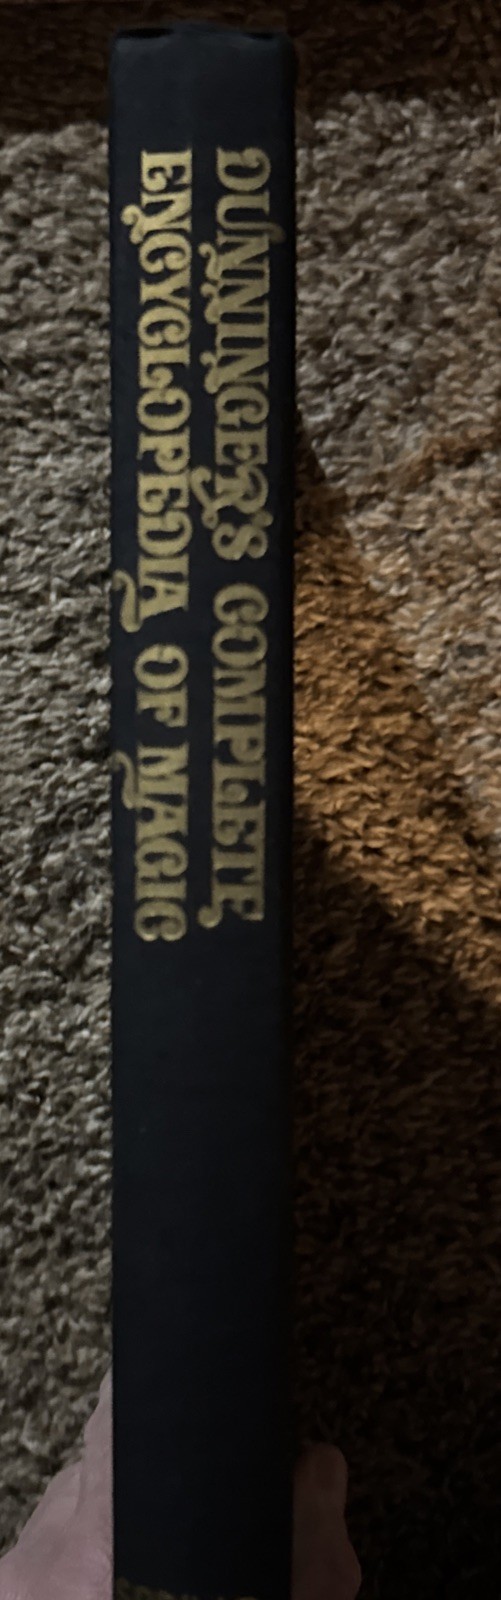 DUNNINGER'S COMPLETE
ENCYCLOPEDIA OF MAGIC